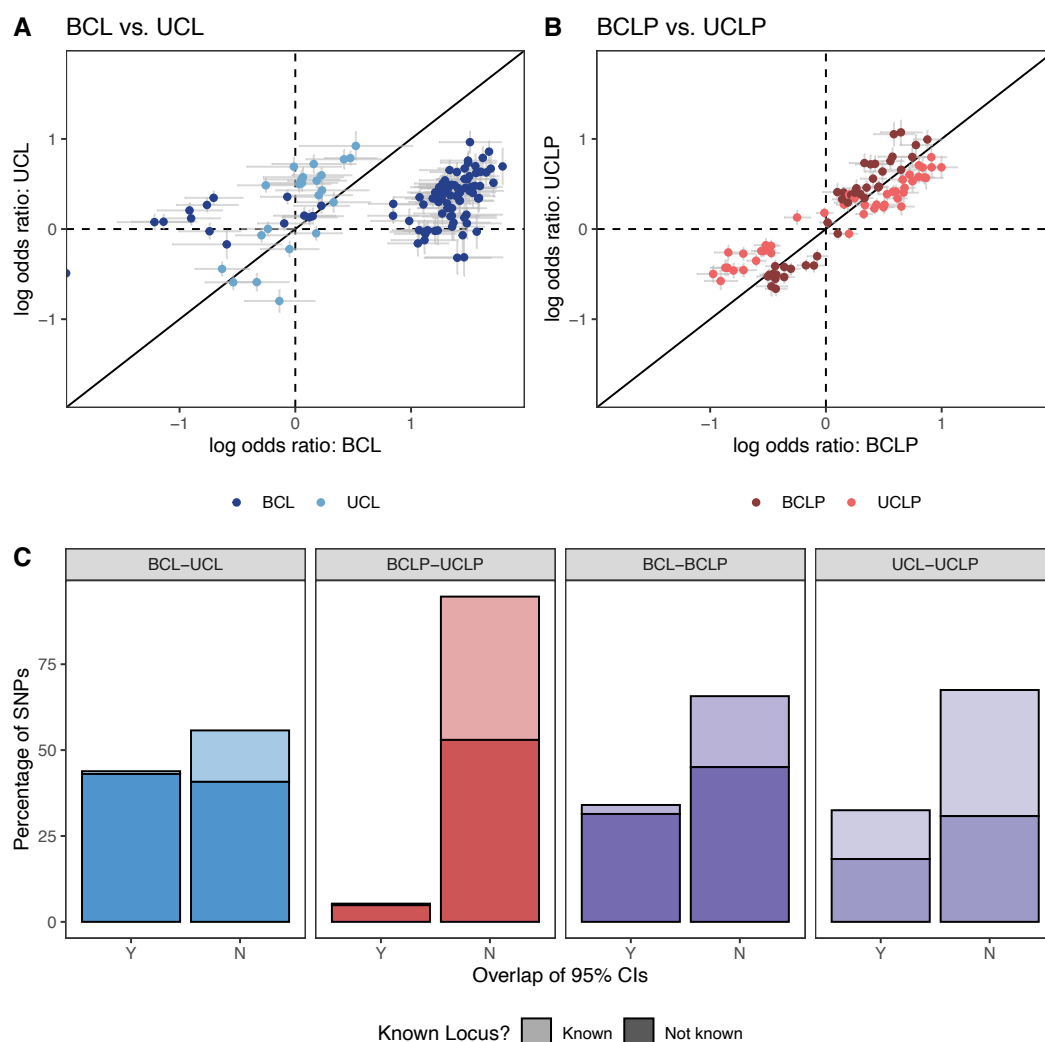 A BCL vs. UCL
B BCLP vs. UCLP
log odds ratio: UCL
1
0
−1
−1 0 1
log odds ratio: BCL
log odds ratio: UCLP
1
0
−1
−1 0 1
log odds ratio: BCLP
BCL UCL
BCLP UCLP
C
BCL−UCL BCLP−UCLP BCL−BCLP UCL−UCLP
Percentage of SNPs
75
50
25
0
Y N Y N Y N Y N
Overlap of 95% CIs
Known Locus? Known Not known